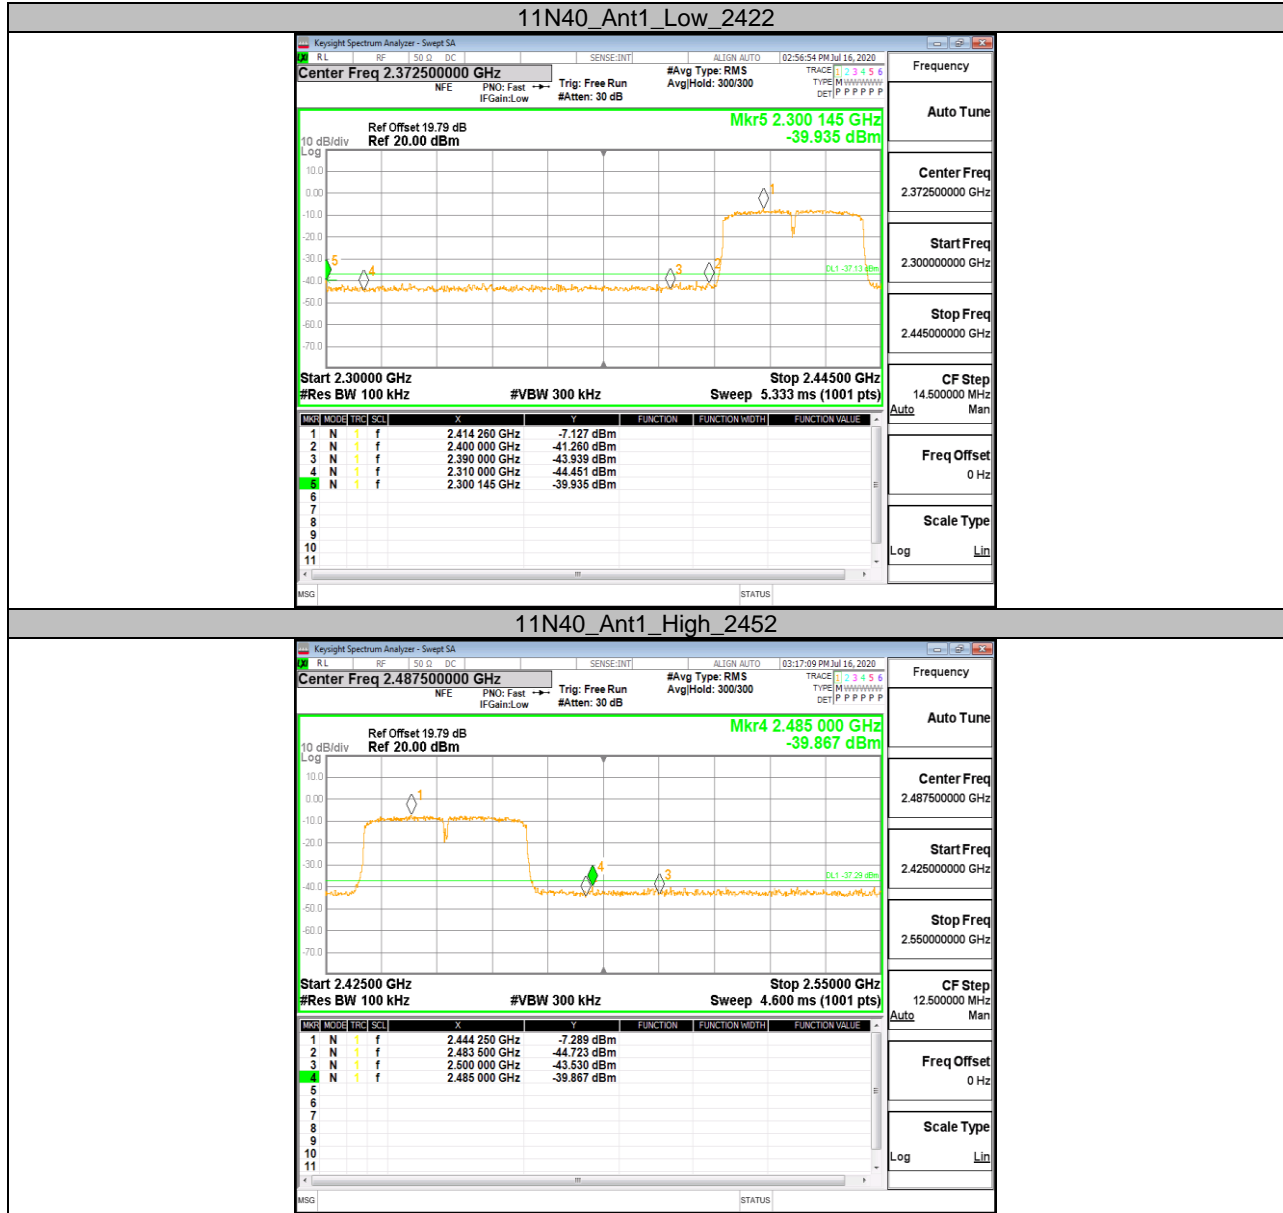 11N40_Ant1_Low_2422
Keysight Spectrum Analyzer - Swept SA
LXI RL RF 50 Ω DC SENSE:INT ALIGN AUTO 02:56:54 PM Jul 16, 2020
Center Freq 2.372500000 GHz
NFE PNO: Fast IFGain:Low
Trig: Free Run
#Atten: 30 dB
#Avg Type: RMS
Avg|Hold: 300/300
TRACE 1 2 3 4 5 6
TYPE M WWWWW
DET P P P P P P
Mkr5 2.300 145 GHz
-39.935 dBm
Ref Offset 19.79 dB
10 dB/div Ref 20.00 dBm
Log
10.0
0.00
-10.0
-20.0
-30.0
-40.0
-50.0
-60.0
-70.0
1
2
3
4
5
DL1 -37.13 dBm
Start 2.30000 GHz Stop 2.44500 GHz
#Res BW 100 kHz #VBW 300 kHz Sweep 5.333 ms (1001 pts)
MKR MODE TRC SCL X Y FUNCTION FUNCTION WIDTH FUNCTION VALUE
1 N 1 f 2.414 260 GHz -7.127 dBm
2 N 1 f 2.400 000 GHz -41.260 dBm
3 N 1 f 2.390 000 GHz -43.939 dBm
4 N 1 f 2.310 000 GHz -44.451 dBm
5 N 1 f 2.300 145 GHz -39.935 dBm
6
7
8
9
10
11
MSG STATUS
Frequency
Auto Tune
Center Freq
2.372500000 GHz
Start Freq
2.300000000 GHz
Stop Freq
2.445000000 GHz
CF Step
14.500000 MHz
Auto Man
Freq Offset
0 Hz
Scale Type
Log Lin
11N40_Ant1_High_2452
Keysight Spectrum Analyzer - Swept SA
LXI RL RF 50 Ω DC SENSE:INT ALIGN AUTO 03:17:09 PM Jul 16, 2020
Center Freq 2.487500000 GHz
NFE PNO: Fast IFGain:Low
Trig: Free Run
#Atten: 30 dB
#Avg Type: RMS
Avg|Hold: 300/300
TRACE 1 2 3 4 5 6
TYPE M WWWWW
DET P P P P P P
Mkr4 2.485 000 GHz
-39.867 dBm
Ref Offset 19.79 dB
10 dB/div Ref 20.00 dBm
Log
10.0
0.00
-10.0
-20.0
-30.0
-40.0
-50.0
-60.0
-70.0
1
4
3
DL1 -37.29 dBm
Start 2.42500 GHz Stop 2.55000 GHz
#Res BW 100 kHz #VBW 300 kHz Sweep 4.600 ms (1001 pts)
MKR MODE TRC SCL X Y FUNCTION FUNCTION WIDTH FUNCTION VALUE
1 N 1 f 2.444 250 GHz -7.289 dBm
2 N 1 f 2.483 500 GHz -44.723 dBm
3 N 1 f 2.500 000 GHz -43.530 dBm
4 N 1 f 2.485 000 GHz -39.867 dBm
5
6
7
8
9
10
11
MSG STATUS
Frequency
Auto Tune
Center Freq
2.487500000 GHz
Start Freq
2.425000000 GHz
Stop Freq
2.550000000 GHz
CF Step
12.500000 MHz
Auto Man
Freq Offset
0 Hz
Scale Type
Log Lin